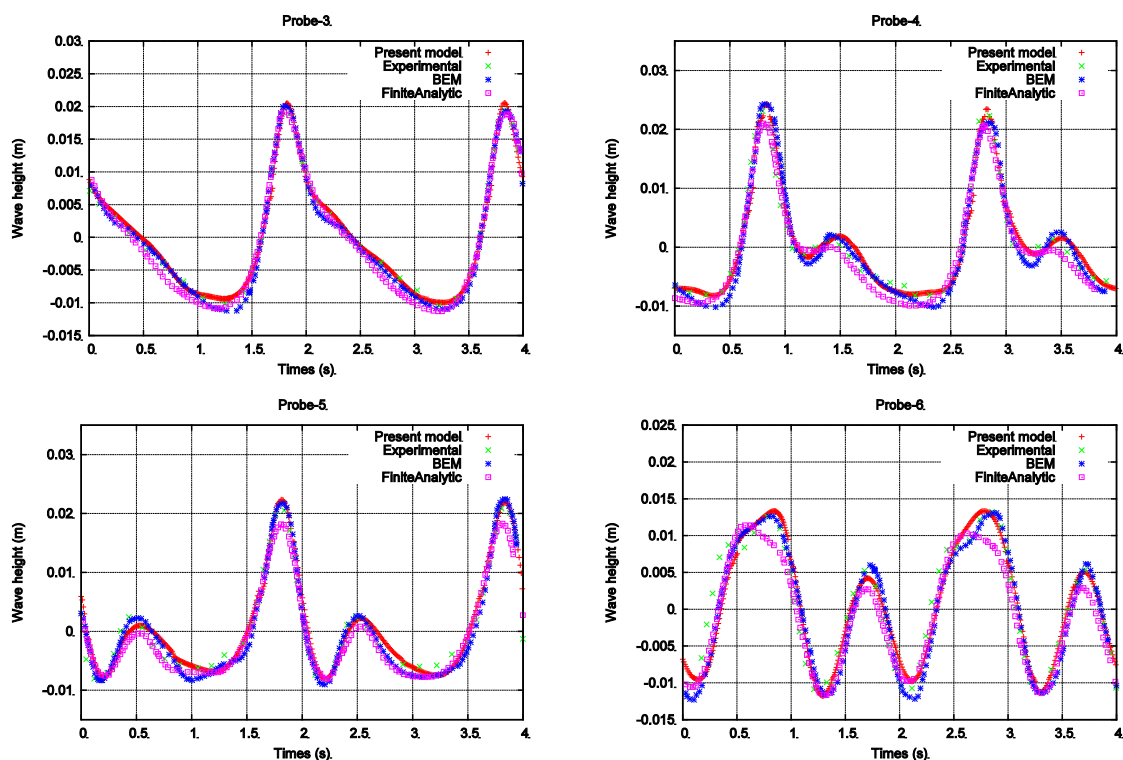 Probe-3.
0.03.
0.025.
0.02.
0.015.
0.01.
0.005.
0.
-0.005.
-0.01.
-0.015.
Wave height (m)
Present model.
Experimental
BEM
FiniteAnalytic
0. 0.5. 1. 1.5. 2. 2.5. 3. 3.5. 4.
Times (s).
Probe-4.
0.03.
0.02.
0.01.
0.
-0.01.
Wave height (m)
Present model.
Experimental
BEM
FiniteAnalytic
0. 0.5. 1. 1.5. 2. 2.5. 3. 3.5. 4.
Times (s).
Probe-5.
0.03.
0.02.
0.01.
0.
-0.01.
Wave height (m)
Present model.
Experimental
BEM
FiniteAnalytic
0. 0.5. 1. 1.5. 2. 2.5. 3. 3.5. 4.
Times (s).
Probe-6.
0.025.
0.02.
0.015.
0.01.
0.005.
0.
-0.005.
-0.01.
-0.015.
Wave height (m)
Present model.
Experimental
BEM
FiniteAnalytic
0. 0.5. 1. 1.5. 2. 2.5. 3. 3.5. 4.
Times (s).